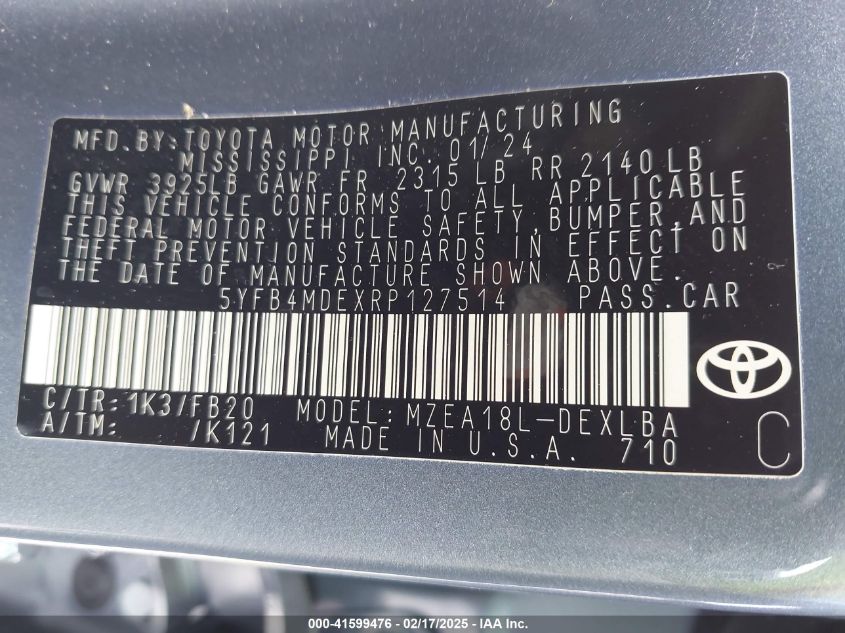 MFD.BY:TOYOTA MOTOR MANUFACTURING
MISSISSIPPI INC. 01/24
GVWR 3925LB GAWR FR 2315 LB RR 2140 LB
THIS VEHICLE CONFORMS TO ALL APPLICABLE
FEDERAL MOTOR VEHICLE SAFETY,BUMPER,AND
THEFT PREVENTION STANDARDS IN EFFECT ON
THE DATE OF MANUFACTURE SHOWN ABOVE.
5YFB4MDEXRP127514 PASS.CAR
C/TR: 1K3/FB20 MODEL:MZEA18L-DEXLBA
A/TM: /K121 MADE IN U.S.A. 710
C
000-41599476 — 02/17/2025 — IAA Inc.